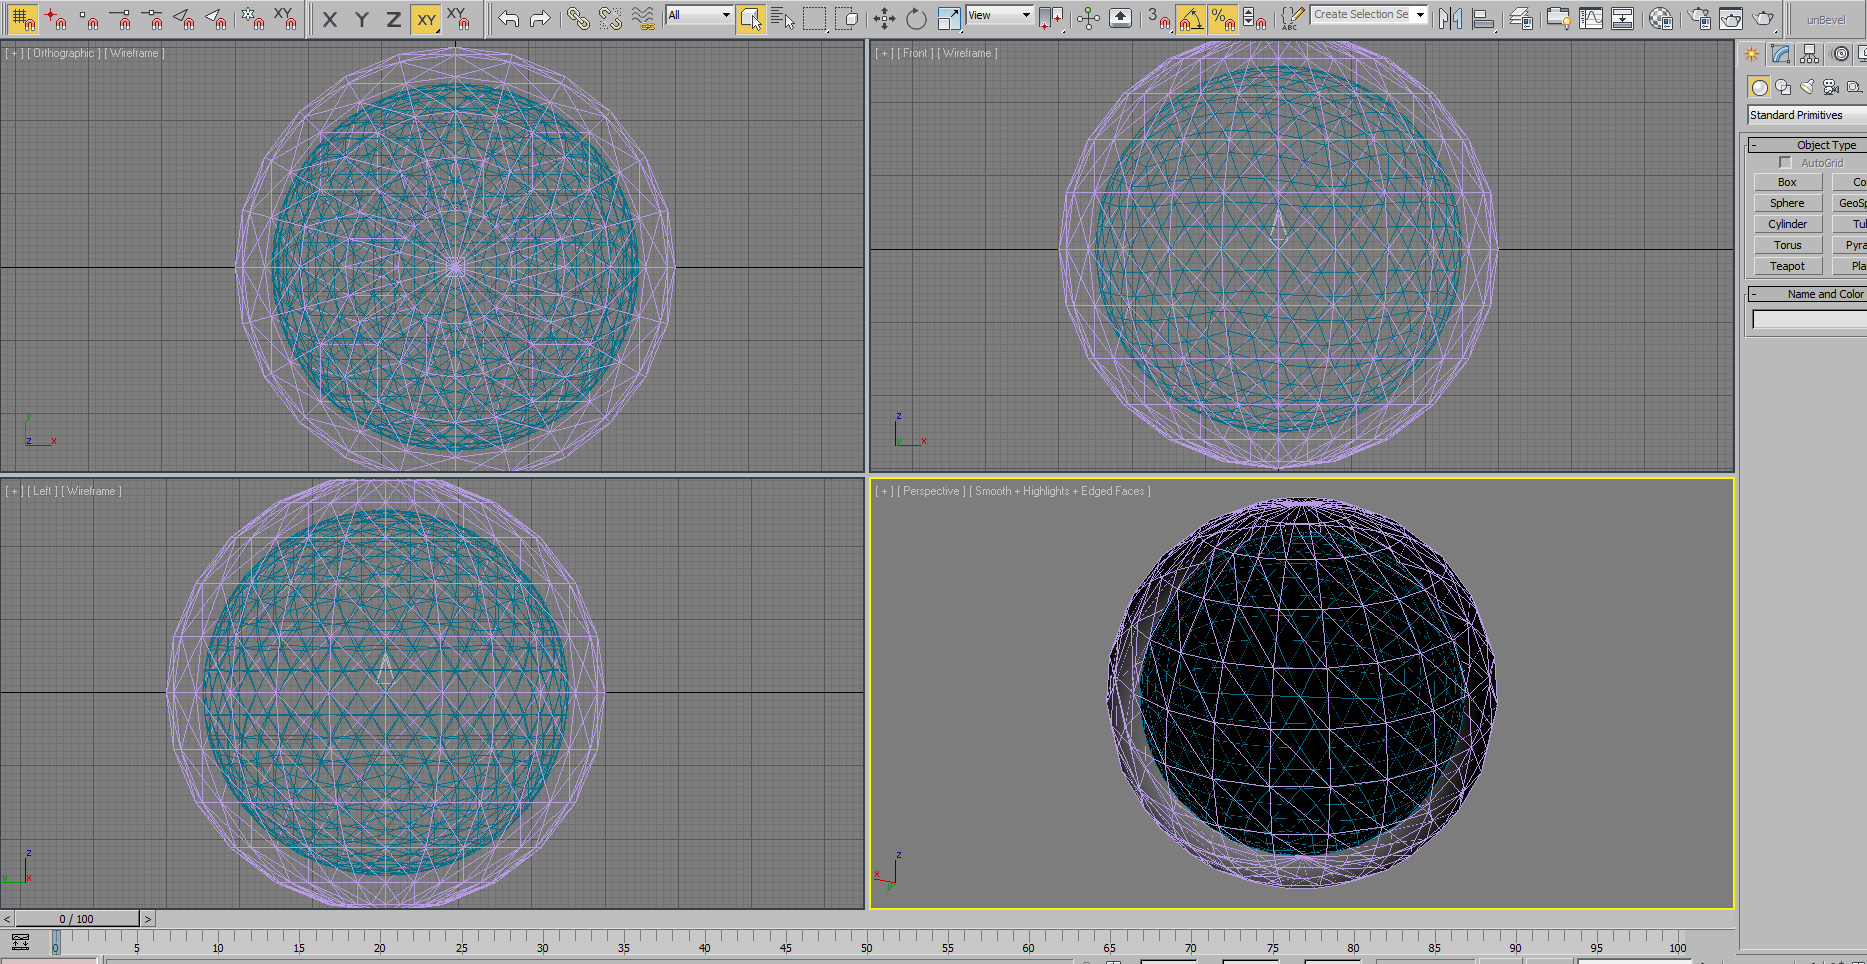 X Y Z XY XY
XY
All
View
3
%
ABC
Create Selection Se
unBevel
[ + ] [ Orthographic ] [ Wireframe ]
[ + ] [ Front ] [ Wireframe ]
Standard Primitives
- Object Type
AutoGrid
Box Co
Sphere GeoSp
Cylinder Tu
Torus Pyra
Teapot Pla
- Name and Color
y
z x
z
y x
[ + ] [ Left ] [ Wireframe ]
[ + ] [ Perspective ] [ Smooth + Highlights + Edged Faces ]
z
y x
z
x
y
< 0 / 100 >
0 5 10 15 20 25 30 35 40 45 50 55 60 65 70 75 80 85 90 95 100